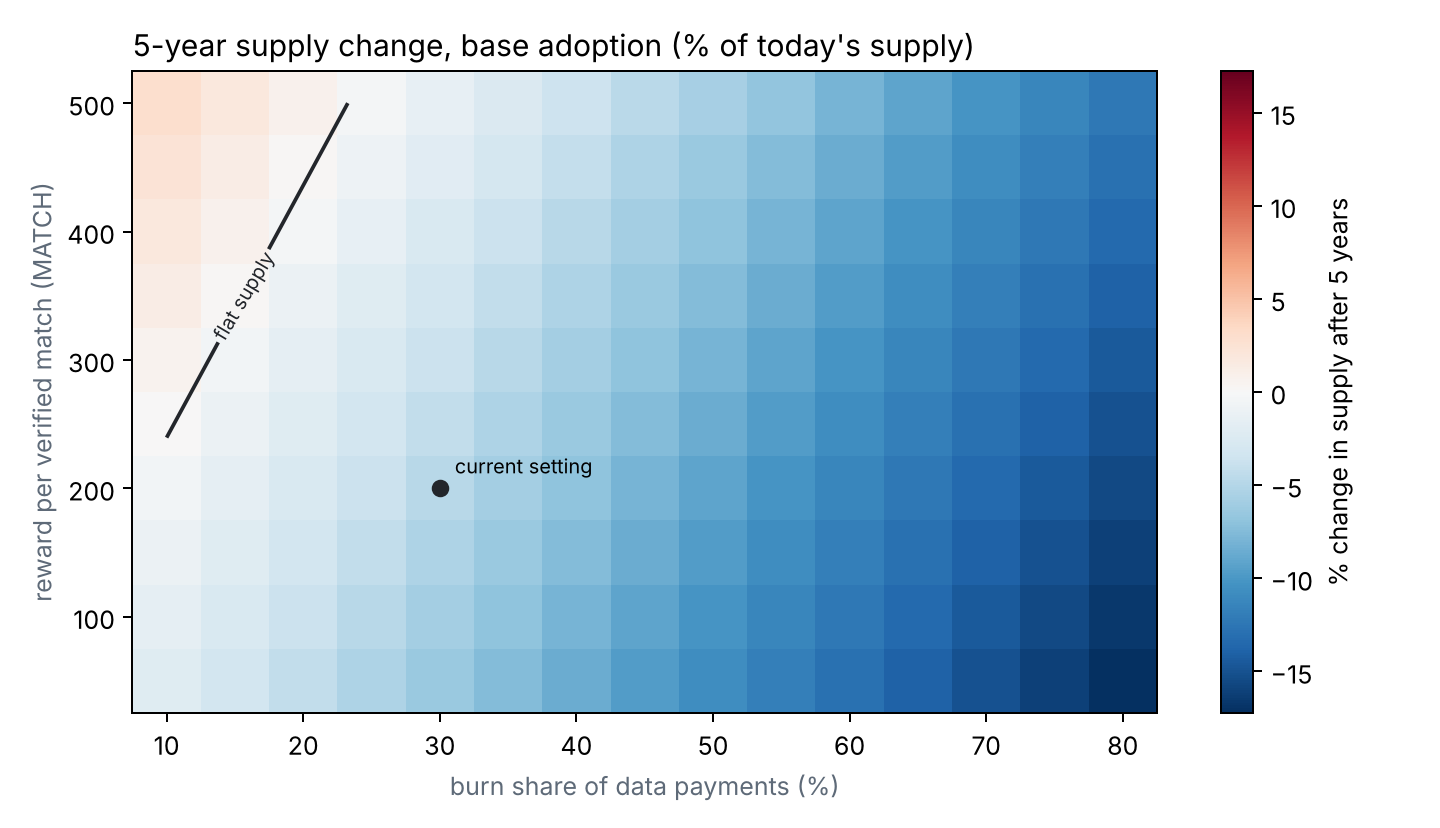 5-year supply change, base adoption (% of today's supply)
reward per verified match (MATCH)
500
400
300
200
100
flat supply
current setting
10 20 30 40 50 60 70 80
burn share of data payments (%)
15
10
5
0
−5
−10
−15
% change in supply after 5 years